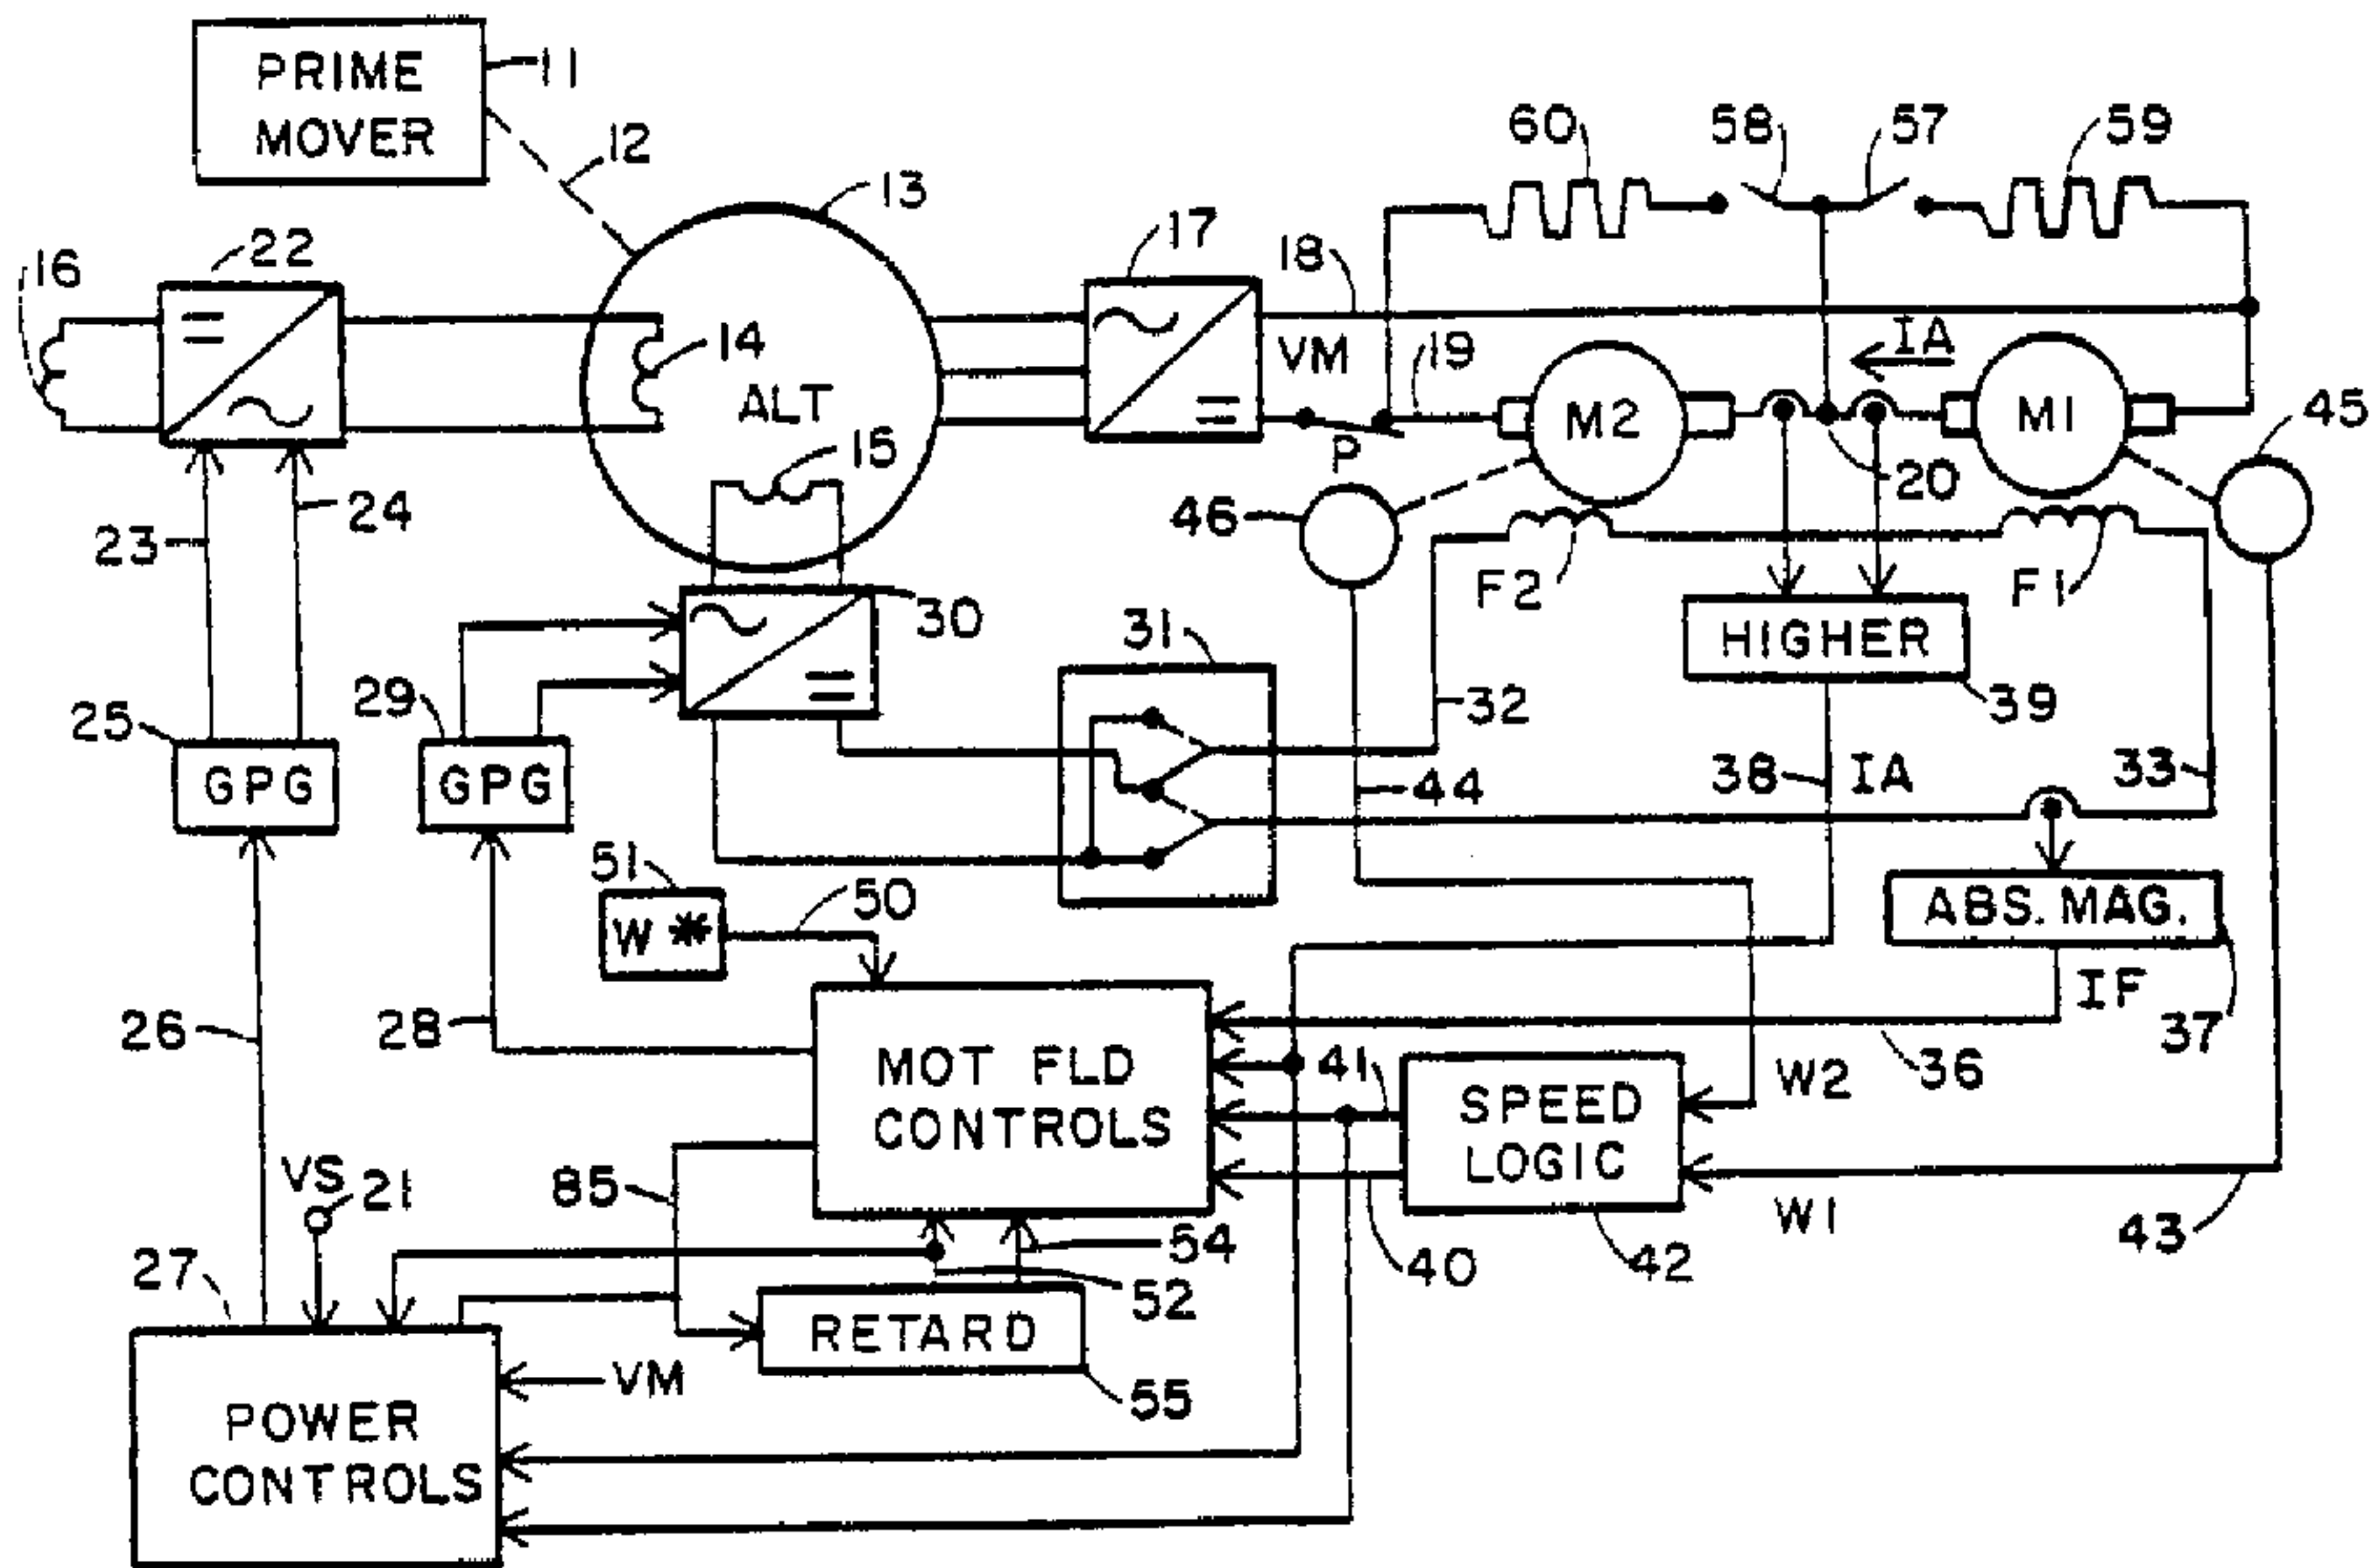 PRIME
MOVER
11
12
13
60
58
57
59
22
16
17
18
14
VM
19
IA
ALT
M2
M1
45
15
P
20
24
46
23
F2
F1
30
31
HIGHER
29
32
39
25
GPG
GPG
38
IA
33
44
51
50
W*
ABS. MAG.
IF
26
28
37
MOT FLD
CONTROLS
41
36
SPEED
LOGIC
W2
VS
21
85
W1
43
54
27
40
42
52
RETARD
VM
55
POWER
CONTROLS